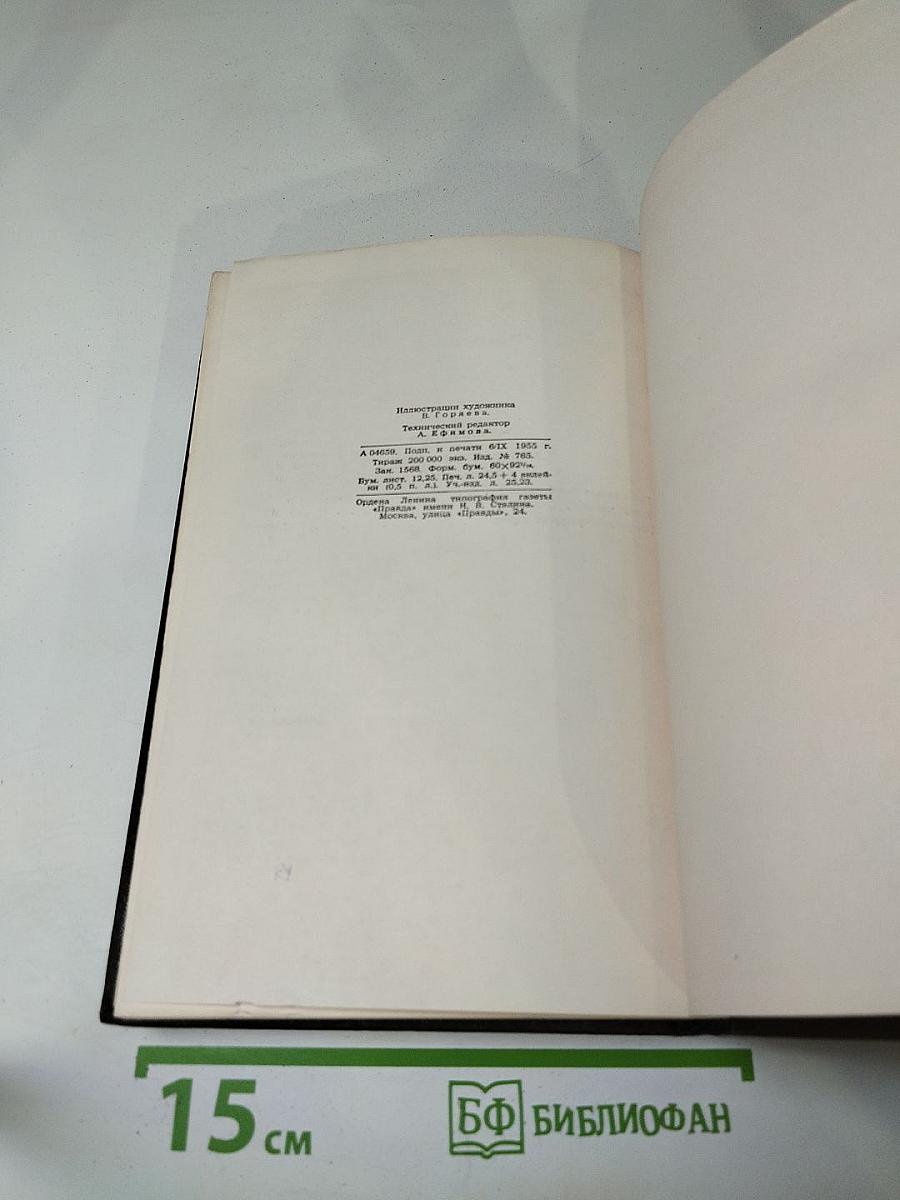 Иллюстрации художника
В. Горяева.
Технический редактор
А. Ефимова.
А 04659. Подп. к печати 6/IX 1955 г.
Тираж 200 000 экз. Изд. № 765.
Зак. 1568. Форм. бум. 60×92¹/₁₆.
Бум. лист. 12,25. Печ. л. 24,5 + 4 вклей-
ки (0,5 п. л.). Уч.-изд. л. 25,23.
Ордена Ленина типография газеты
«Правда» имени И. В. Сталина.
Москва, улица «Правды», 24.
15 см
БФ БИБЛИОФАН